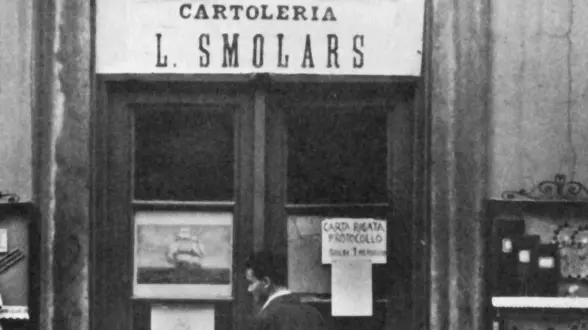 CARTOLERIA
L. SMOLARS
CARTA RIGATA
PROTOCOLLO